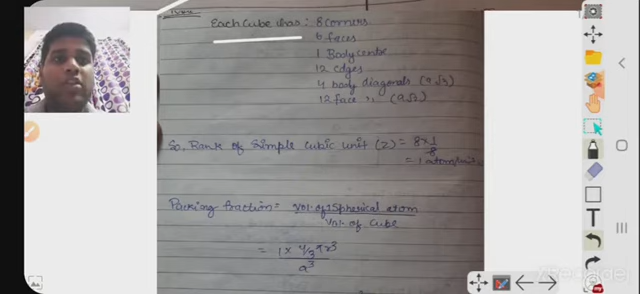 Each Cube has: 8 corners.
6 faces
1 Body centre
12 edges
4 body diagonals (a√3)
12 face ,, (a√2)
So, Rank of Simple Cubic unit (Z) = 8 × 1/8
= 1 atom/unit
Packing fraction = Vol. of 1 Spherical atom
Vol. of Cube
= 1 × 4/3 πr³
a³
T